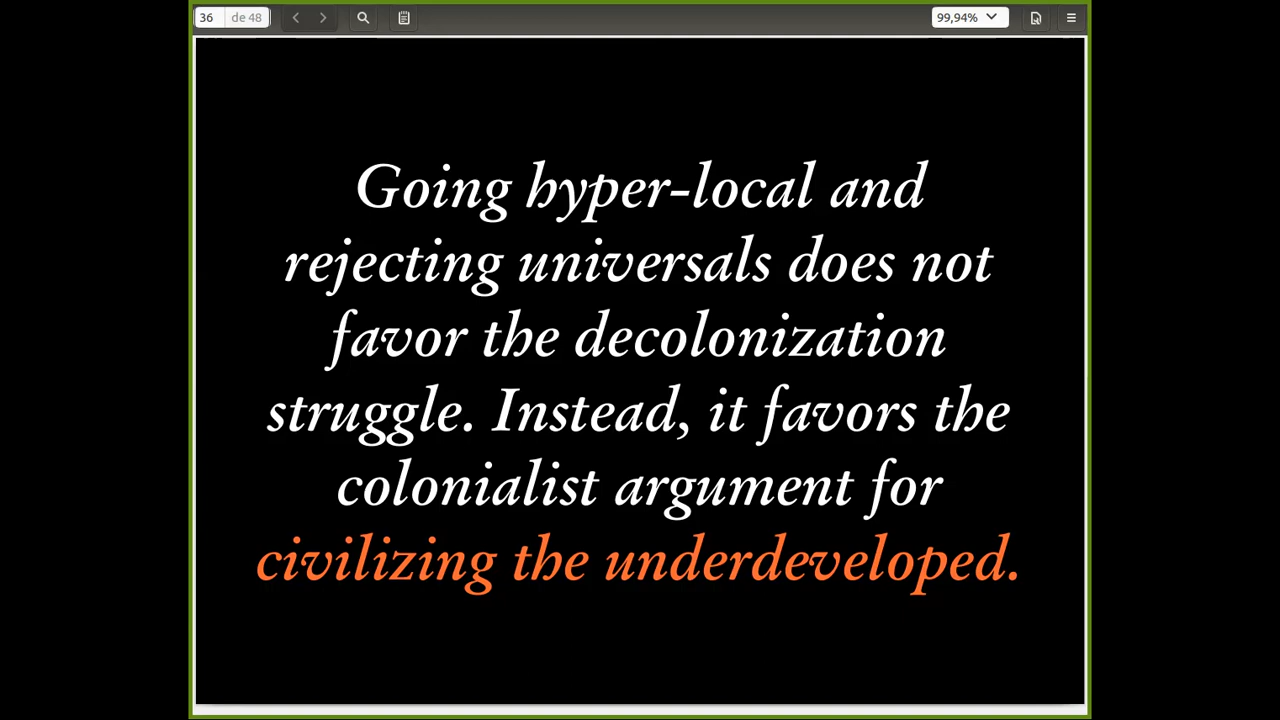 36 de 48 99,94%
Going hyper-local and
rejecting universals does not
favor the decolonization
struggle. Instead, it favors the
colonialist argument for
civilizing the underdeveloped.